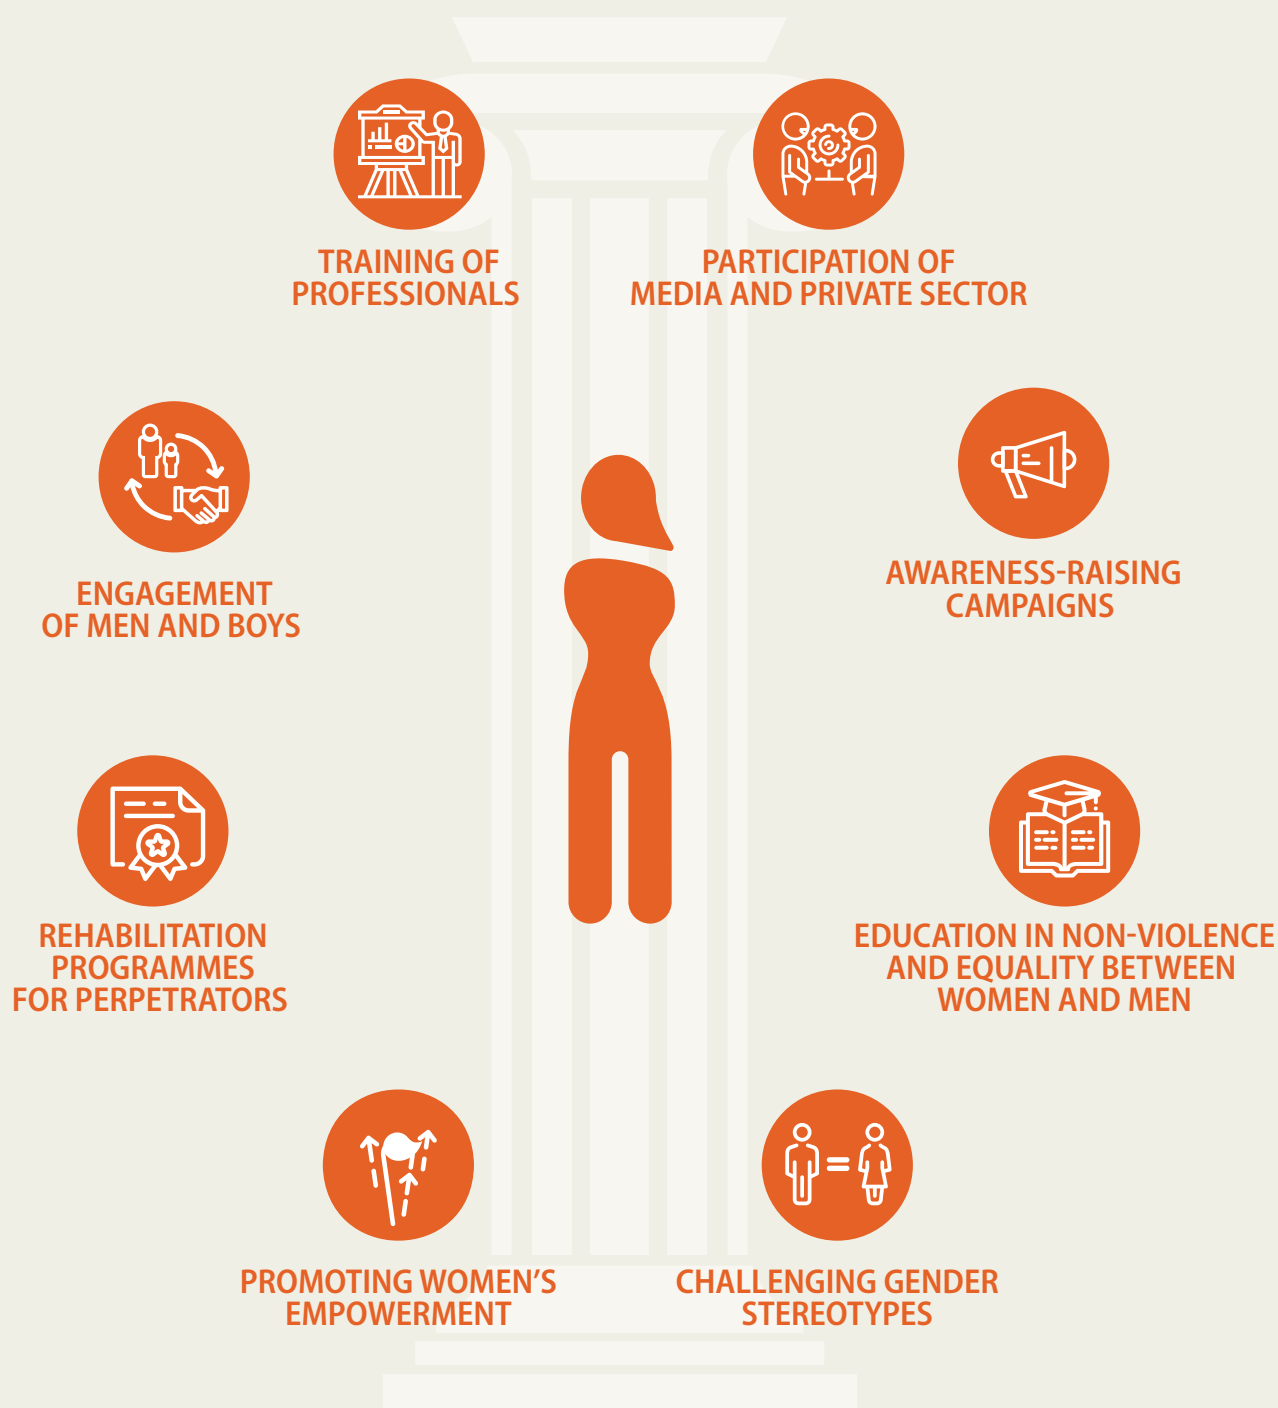 TRAINING OF
PROFESSIONALS
PARTICIPATION OF
MEDIA AND PRIVATE SECTOR
ENGAGEMENT
OF MEN AND BOYS
AWARENESS-RAISING
CAMPAIGNS
REHABILITATION
PROGRAMMES
FOR PERPETRATORS
EDUCATION IN NON-VIOLENCE
AND EQUALITY BETWEEN
WOMEN AND MEN
PROMOTING WOMEN’S
EMPOWERMENT
CHALLENGING GENDER
STEREOTYPES